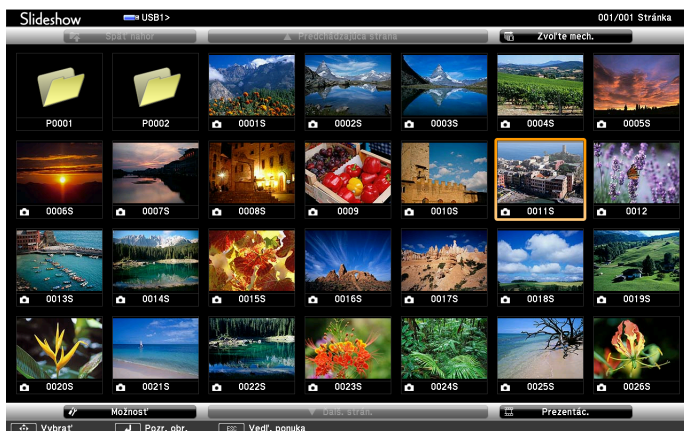 Slideshow USB1> 001/001 Stránka
Späť nahor Predchádzajúca strana Zvoľte mech.
P0001 P0002 0001S 0002S 0003S 0004S 0005S
0006S 0007S 0008S 0009 0010S 0011S 0012
0013S 0014S 0015S 0016S 0017S 0018S 0019S
0020S 0021S 0022S 0023S 0024S 0025S 0026S
Možnosť Ďalš. strán. Prezentác.
Vybrať Pozr. obr. ESC Vedľ. ponuka